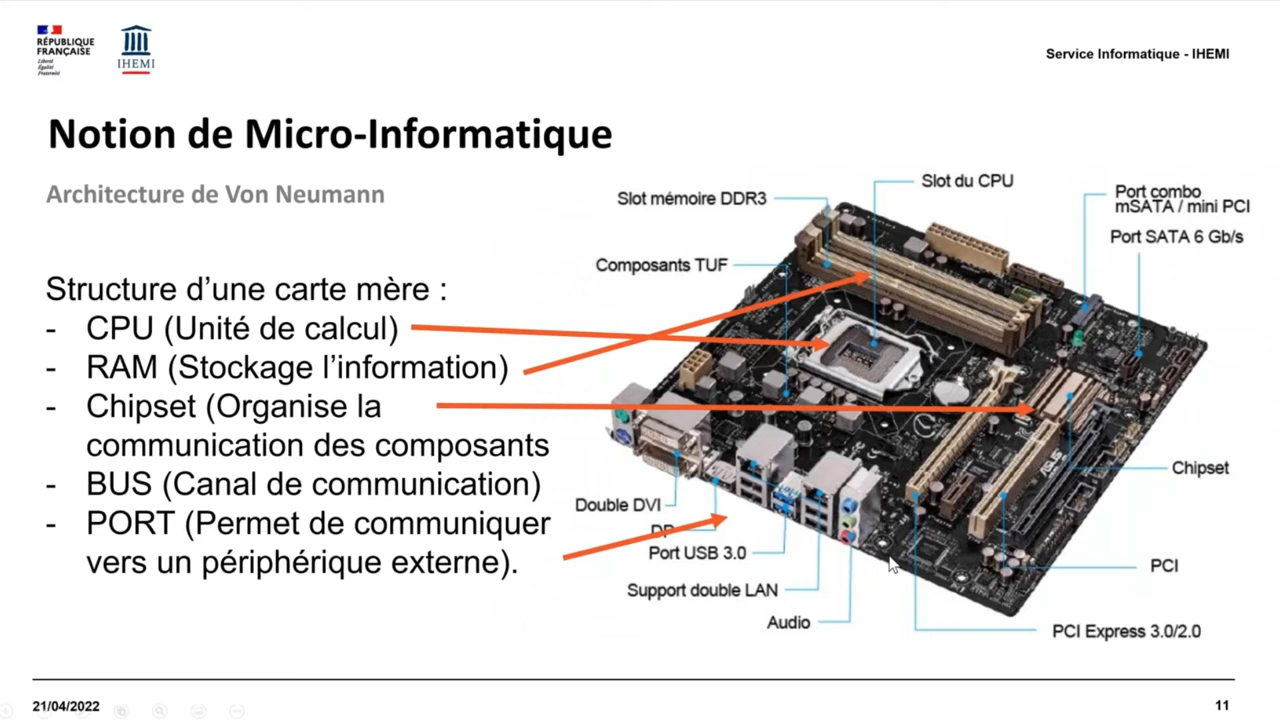 RÉPUBLIQUE
FRANÇAISE
Liberté
Égalité
Fraternité
IHEMI
Service Informatique - IHEMI
Notion de Micro-Informatique
Architecture de Von Neumann
Structure d’une carte mère :
- CPU (Unité de calcul)
- RAM (Stockage l’information)
- Chipset (Organise la
communication des composants
- BUS (Canal de communication)
- PORT (Permet de communiquer
vers un périphérique externe).
Slot du CPU
Slot mémoire DDR3
Port combo
mSATA / mini PCI
Port SATA 6 Gb/s
Composants TUF
Chipset
Double DVI
DP
Port USB 3.0
PCI
Support double LAN
Audio
PCI Express 3.0/2.0
ASUS
21/04/2022
11